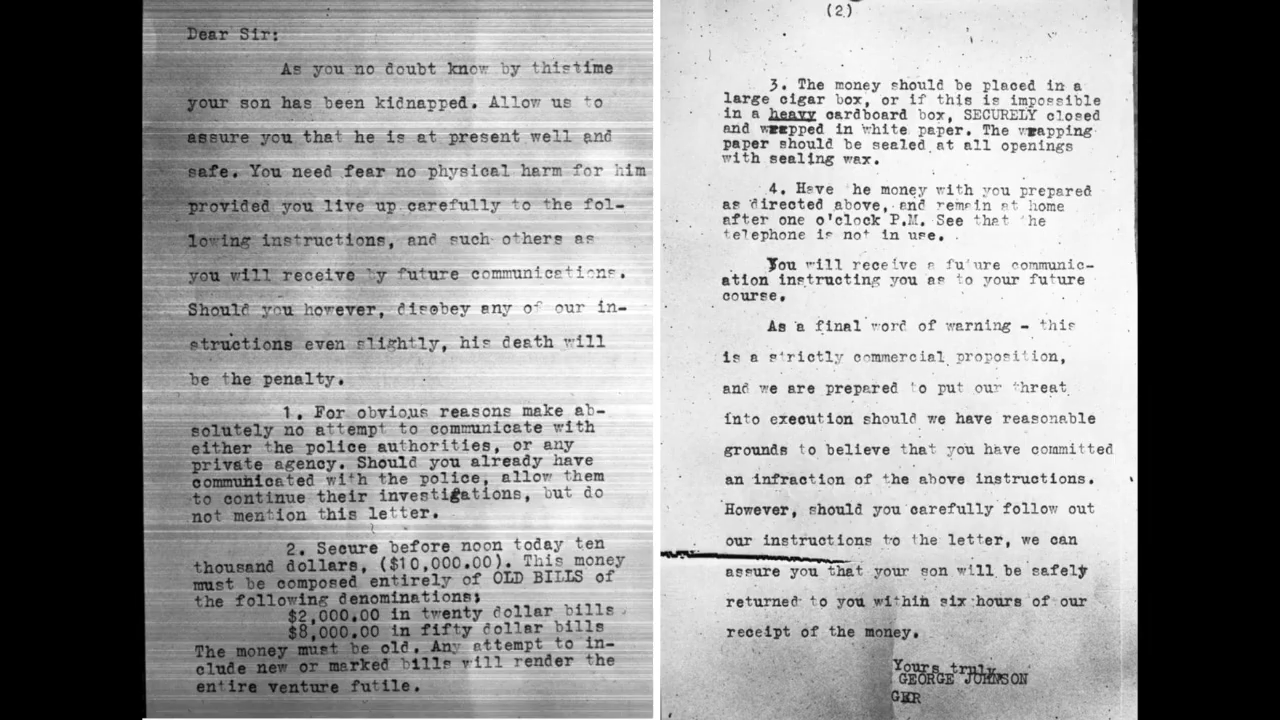 Dear Sir:
As you no doubt know by thistime
your son has been kidnapped. Allow us to
assure you that he is at present well and
safe. You need fear no physical harm for him
provided you live up carefully to the fol-
lowing instructions, and such others as
you will receive by future communications.
Should you however, disobey any of our in-
structions even slightly, his death will
be the penalty.
1. For obvious reasons make ab-
solutely no attempt to communicate with
either the police authorities, or any
private agency. Should you already have
communicated with the police, allow them
to continue their investigations, but do
not mention this letter.
2. Secure before noon today ten
thousand dollars, ($10,000.00). This money
must be composed entirely of OLD BILLS of
the following denominations;
$2,000.00 in twenty dollar bills
$8,000.00 in fifty dollar bills
The money must be old. Any attempt to in-
clude new or marked bills will render the
entire venture futile.
(2)
3. The money should be placed in a
large cigar box, or if this is impossible
in a heavy cardboard box, SECURELY closed
and wrapped in white paper. The wrapping
paper should be sealed at all openings
with sealing wax.
4. Have he money with you prepared
as directed above, and remain at home
after one o'clock P.M. See that he
telephone is not in use.
You will receive a future communic-
ation instructing you as to your future
course.
As a final word of warning - this
is a strictly commercial proposition,
and we are prepared to put our threat
into execution should we have reasonable
grounds to believe that you have committed
an infraction of the above instructions.
However, should you carefully follow out
our instructions to the letter, we can
assure you that your son will be safely
returned to you within six hours of our
receipt of the money.
Yours truly
GEORGE JOHNSON
GKR